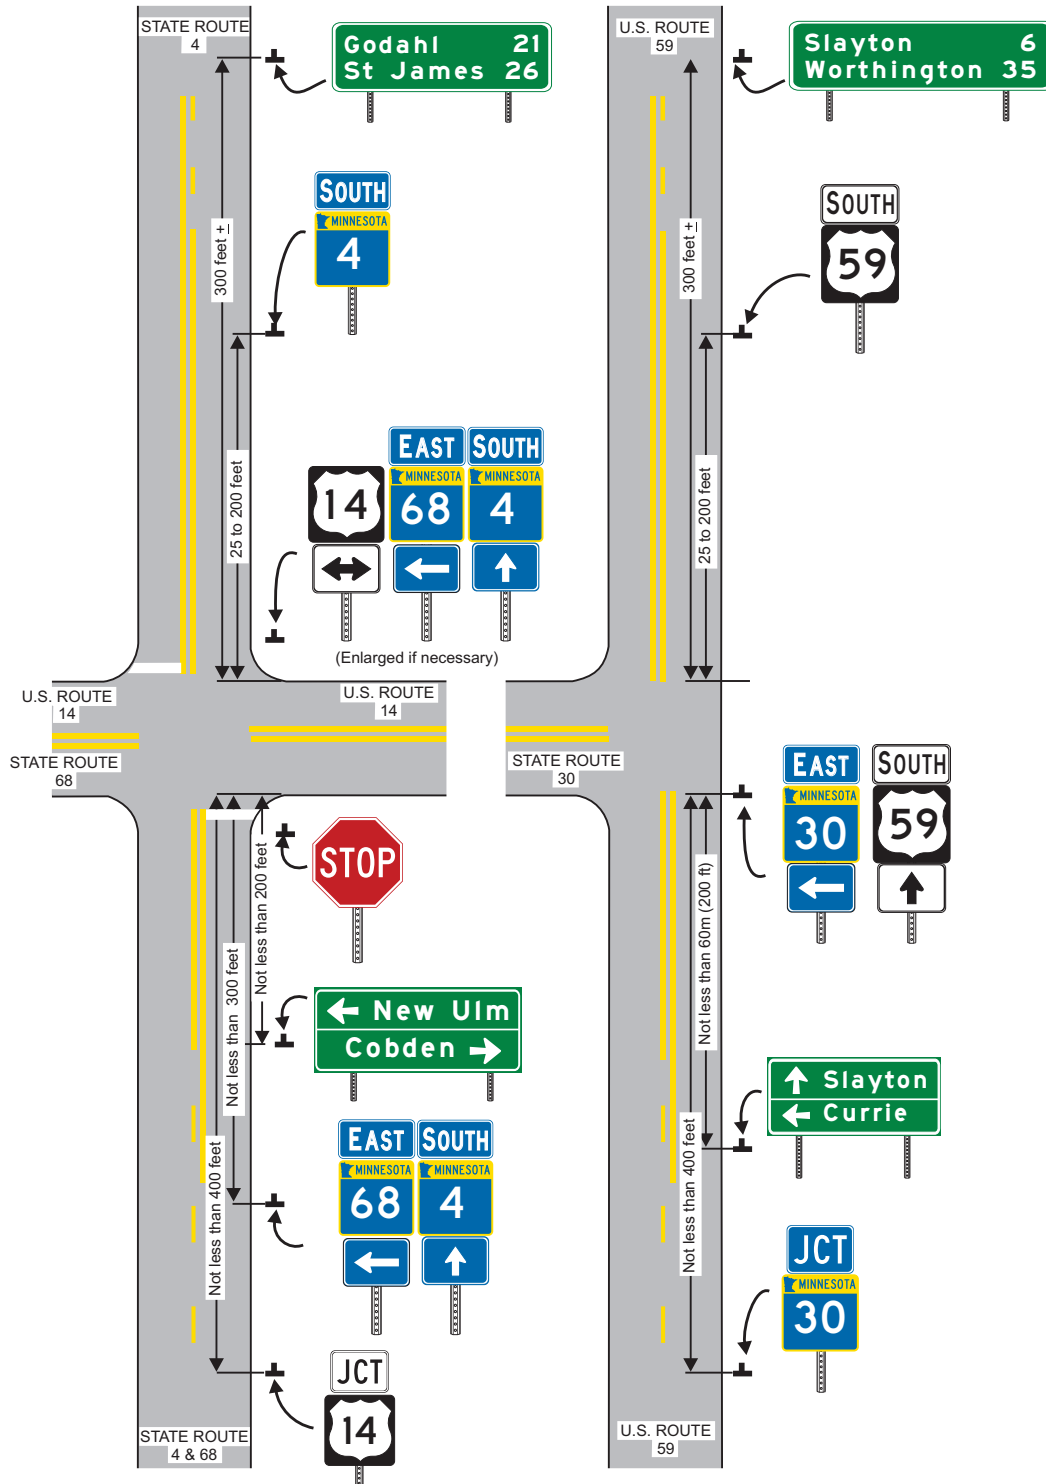 STATE ROUTE
4
Godahl 21
St James 26
SOUTH
MINNESOTA
4
300 feet ±
25 to 200 feet
EAST SOUTH
MINNESOTA MINNESOTA
14 68 4
(Enlarged if necessary)
U.S. ROUTE
14
U.S. ROUTE
14
STATE ROUTE
68
STOP
Not less than 200 feet
Not less than 300 feet
Not less than 400 feet
New Ulm
Cobden
EAST SOUTH
MINNESOTA MINNESOTA
68 4
JCT
14
STATE ROUTE
4 & 68
U.S. ROUTE
59
Slayton 6
Worthington 35
SOUTH
59
300 feet ±
25 to 200 feet
STATE ROUTE
30
EAST SOUTH
MINNESOTA
30 59
Not less than 60m (200 ft)
Not less than 400 feet
Slayton
Currie
JCT
MINNESOTA
30
U.S. ROUTE
59